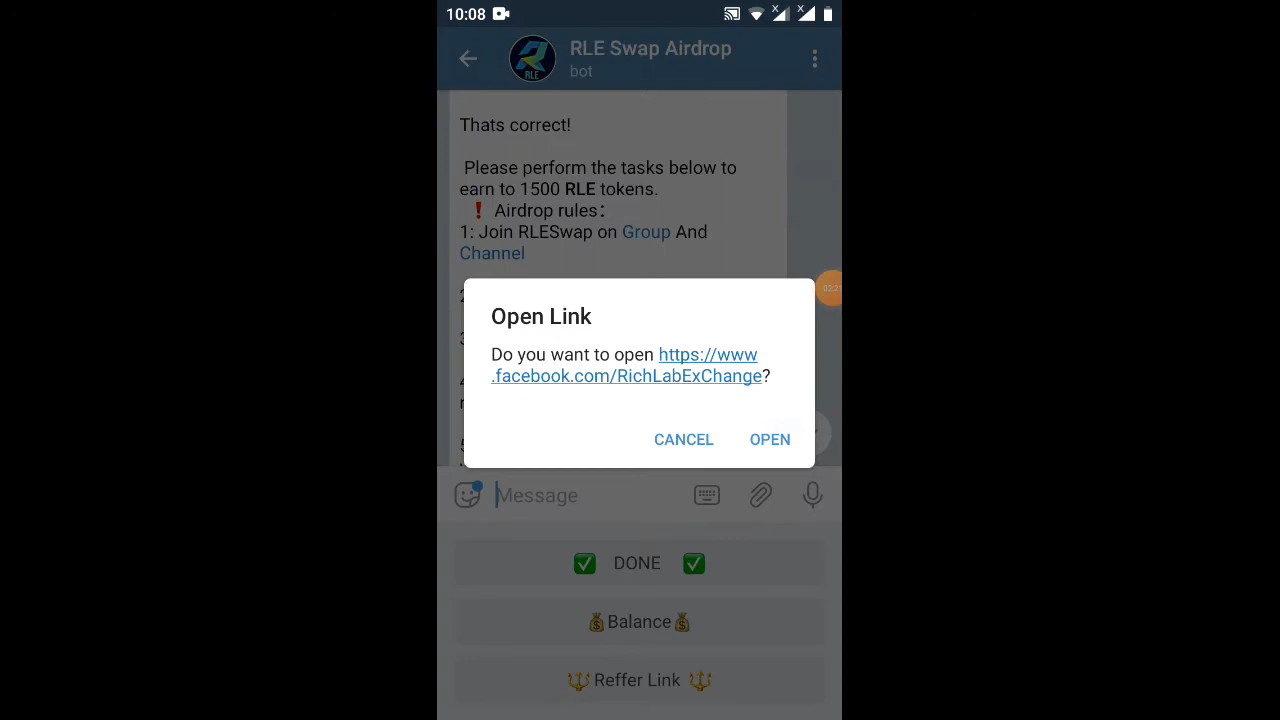 10:08
RLE Swap Airdrop
bot
RLE
Thats correct!
Please perform the tasks below to
earn to 1500 RLE tokens.
❗ Airdrop rules:
1: Join RLESwap on Group And
Channel
Open Link
Do you want to open https://www
.facebook.com/RichLabExChange?
CANCEL OPEN
Message
✅ DONE ✅
💰Balance💰
🔱 Reffer Link 🔱